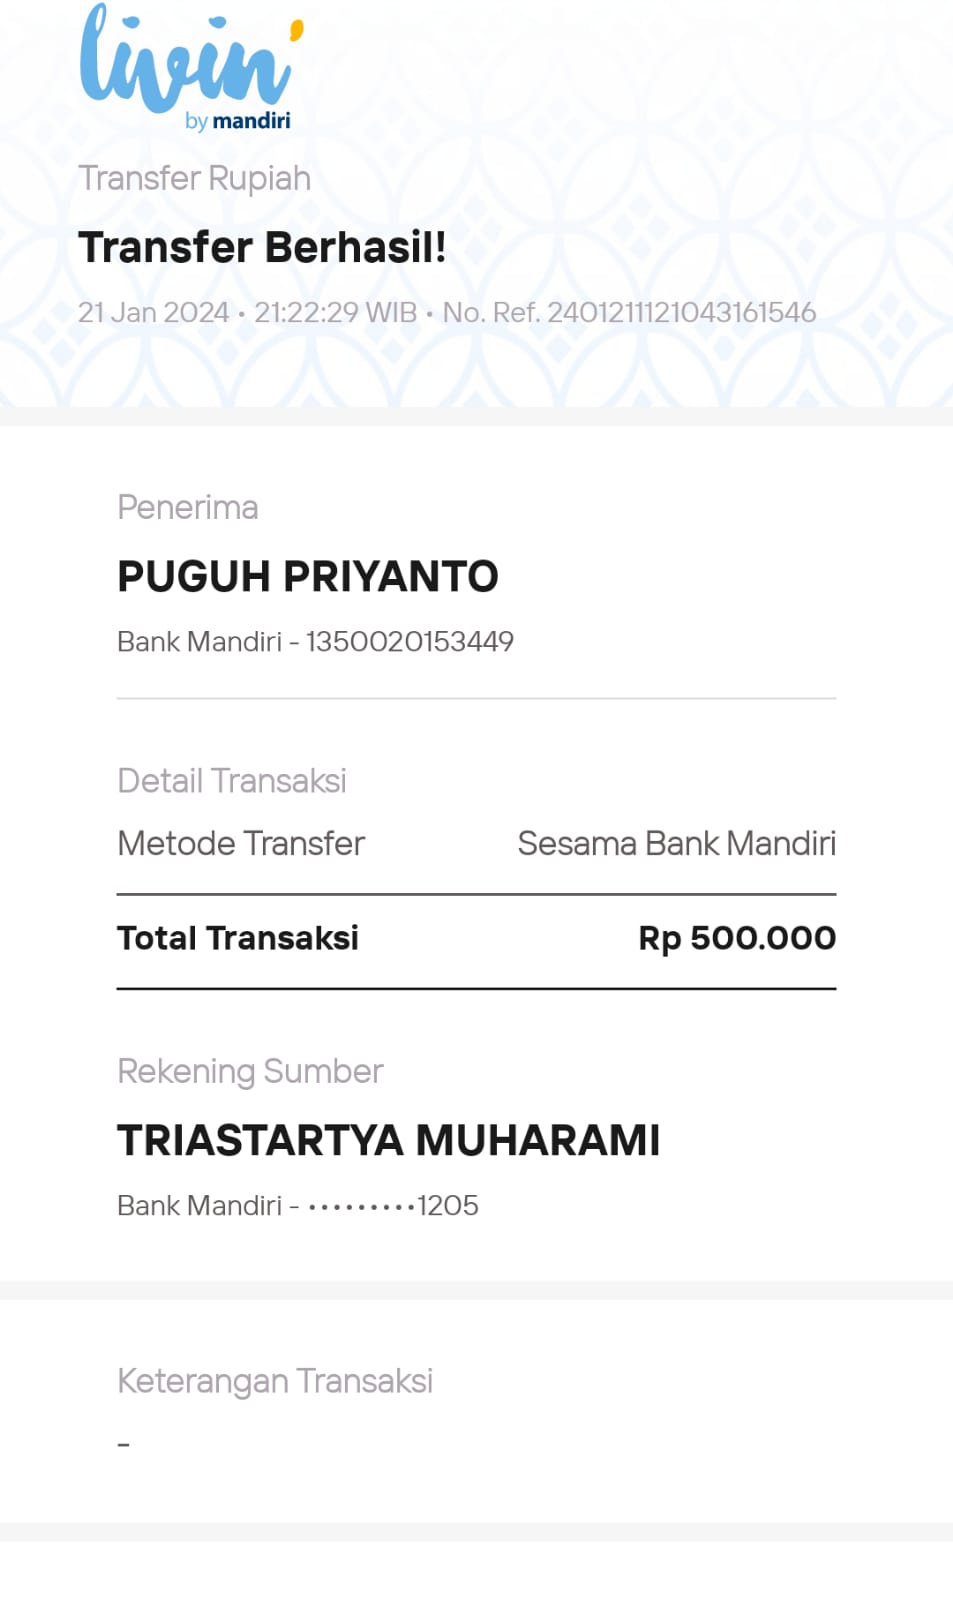 livin'
by mandiri
Transfer Rupiah
Transfer Berhasil!
21 Jan 2024 • 21:22:29 WIB • No. Ref. 2401211121043161546
Penerima
PUGUH PRIYANTO
Bank Mandiri - 1350020153449
Detail Transaksi
Metode Transfer Sesama Bank Mandiri
Total Transaksi Rp 500.000
Rekening Sumber
TRIASTARTYA MUHARAMI
Bank Mandiri - •••••••••1205
Keterangan Transaksi
-